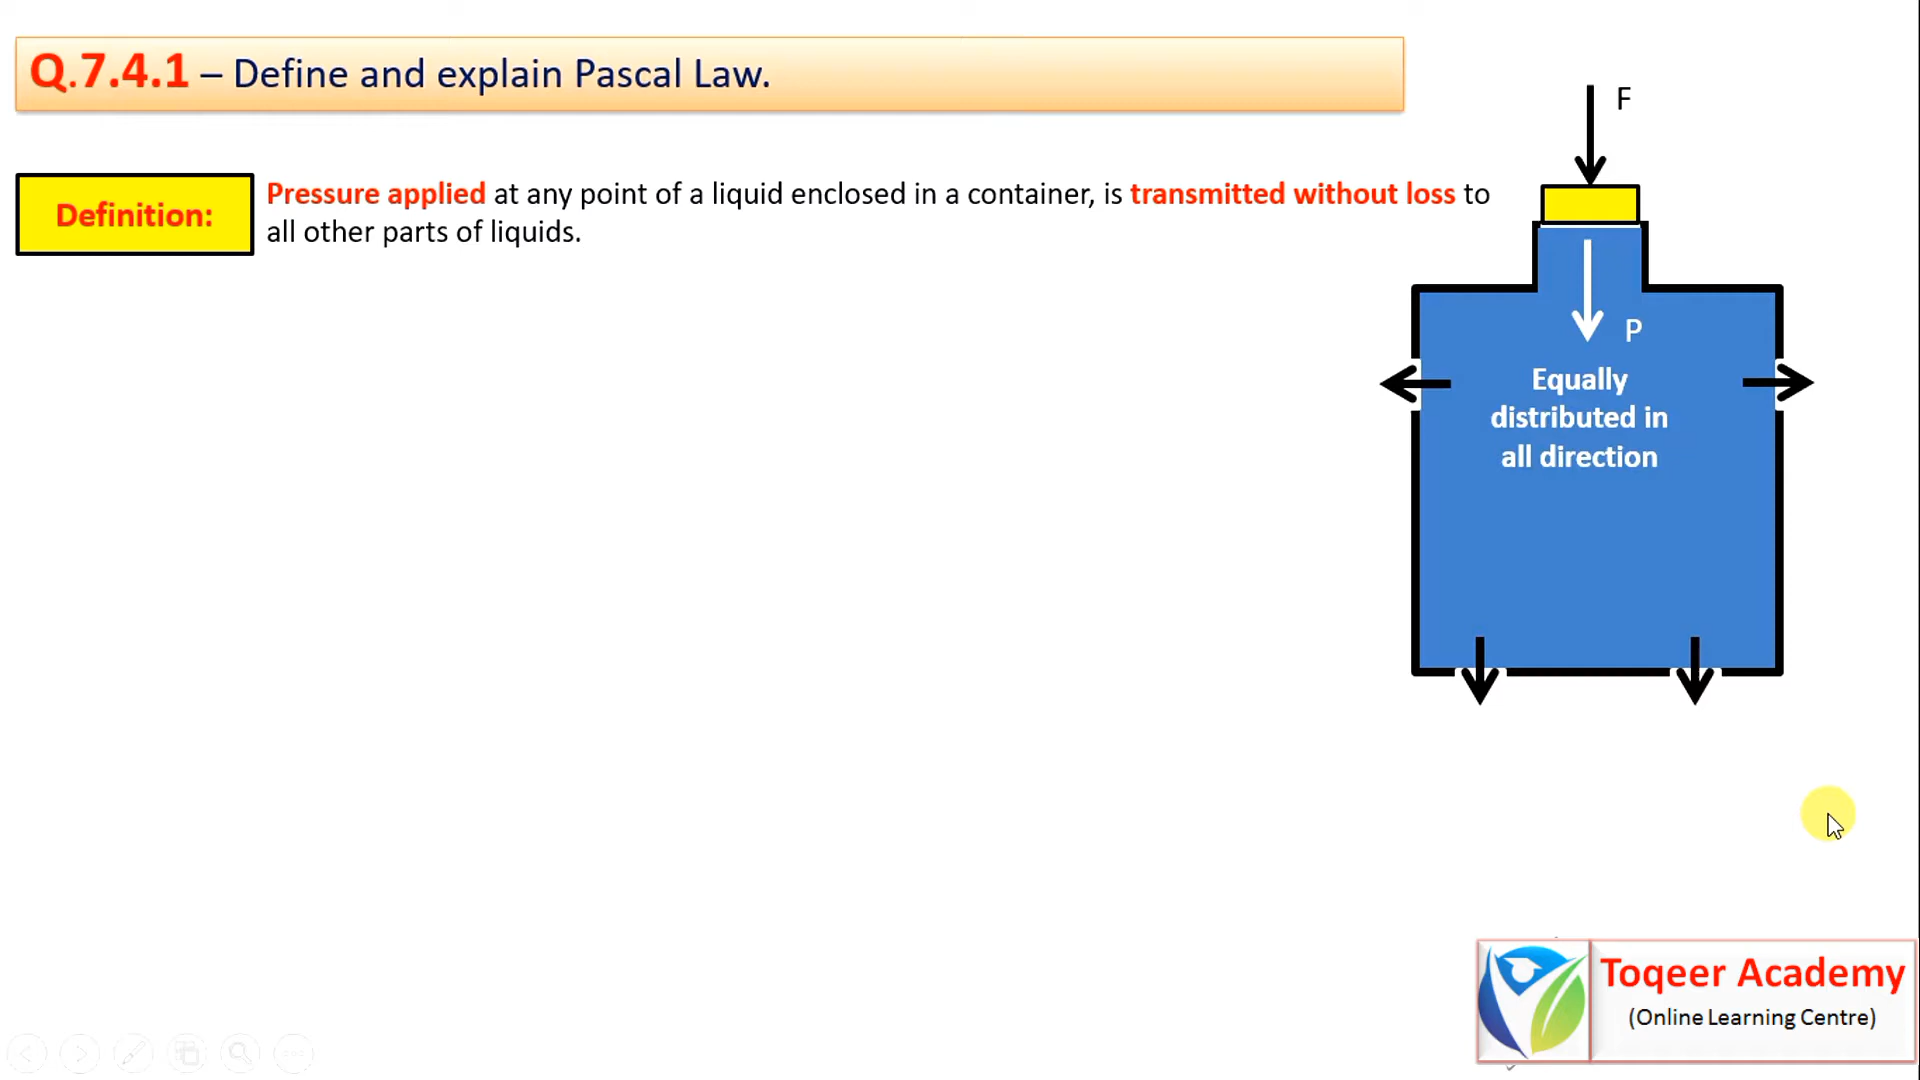 Q.7.4.1 – Define and explain Pascal Law.
F
Definition:
Pressure applied at any point of a liquid enclosed in a container, is transmitted without loss to
all other parts of liquids.
P
Equally
distributed in
all direction
Toqeer Academy
(Online Learning Centre)